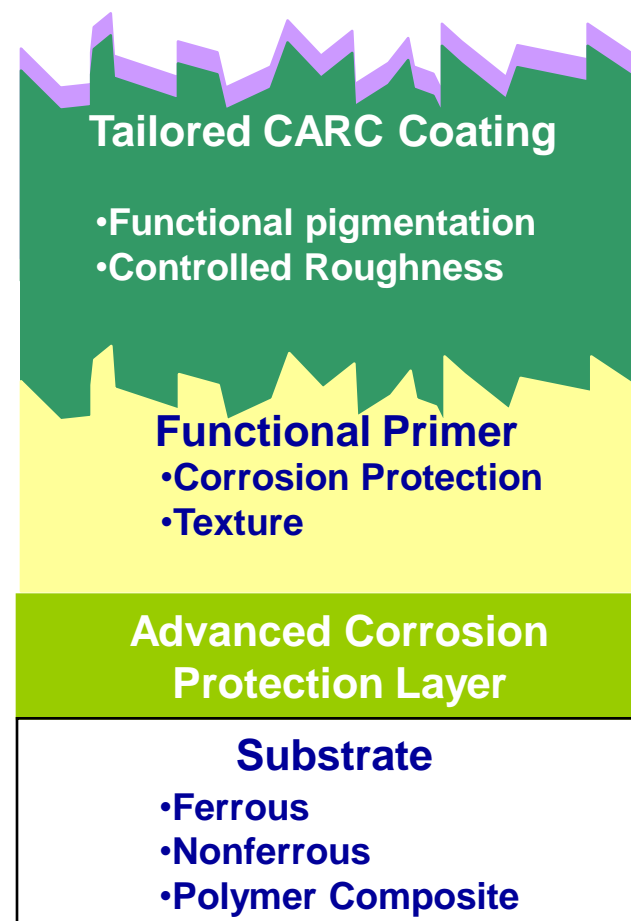 Tailored CARC Coating
•Functional pigmentation
•Controlled Roughness
Functional Primer
•Corrosion Protection
•Texture
Advanced Corrosion
Protection Layer
Substrate
•Ferrous
•Nonferrous
•Polymer Composite